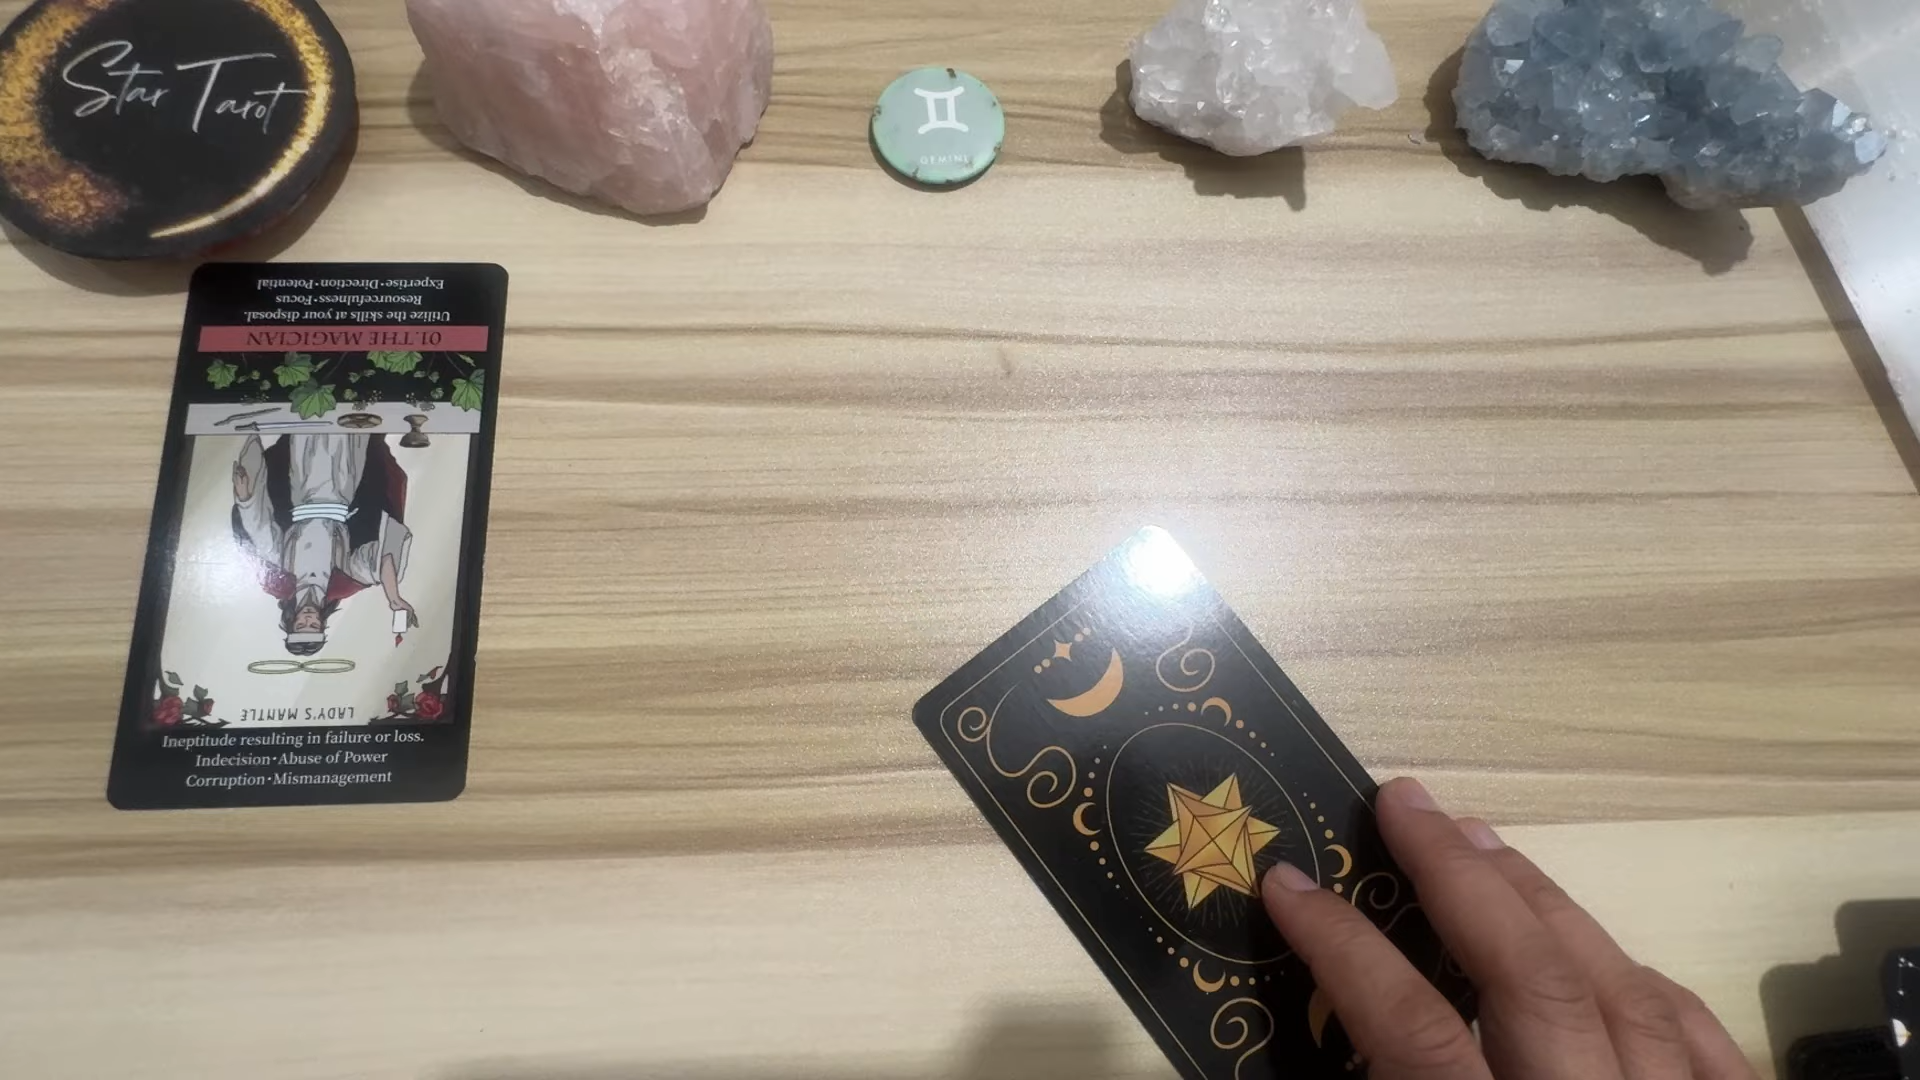 Star Tarot
GEMINI
Expertise•Direction•Potential
Resourcefulness•Focus
Utilize the skills at your disposal.
01.THE MAGICIAN
LADY'S MANTLE
Ineptitude resulting in failure or loss.
Indecision•Abuse of Power
Corruption•Mismanagement